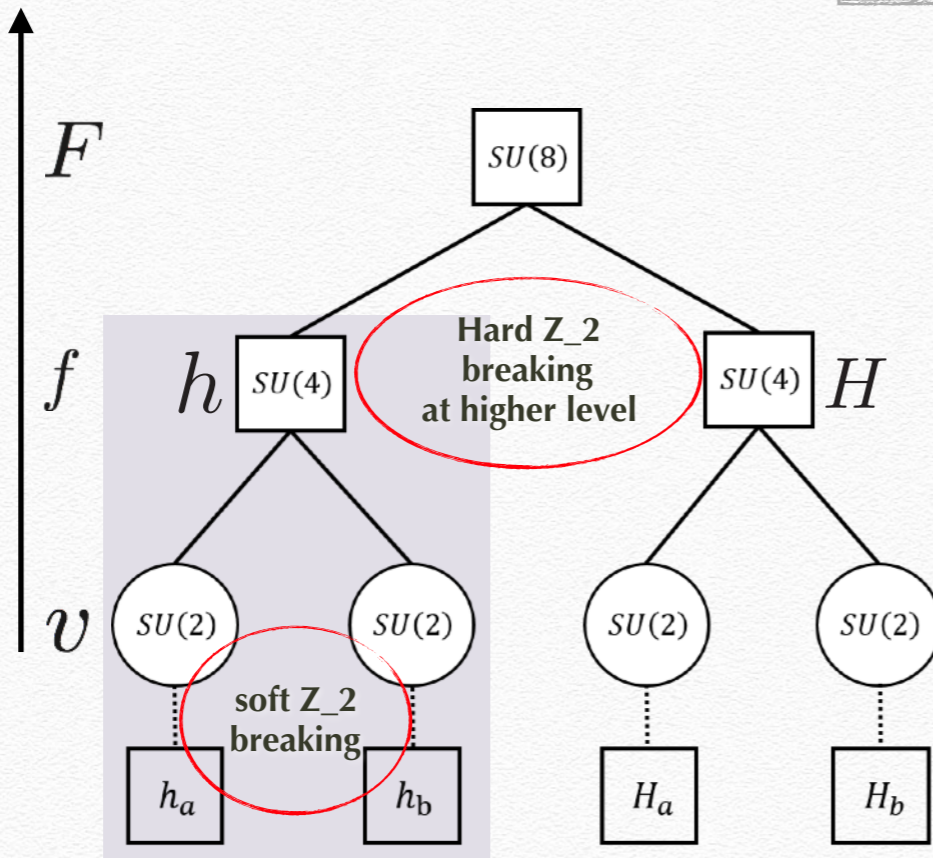 F
SU(8)
f
h
SU(4)
Hard Z_2
breaking
at higher level
SU(4)
H
v
SU(2)
SU(2)
SU(2)
SU(2)
soft Z_2
breaking
h_a
h_b
H_a
H_b